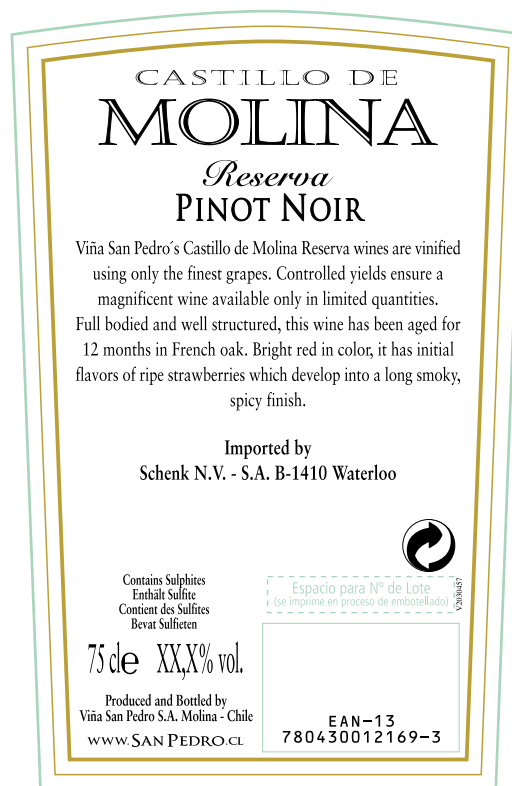 CASTILLO DE
MOLINA
Reserva
PINOT NOIR
Viña San Pedro´s Castillo de Molina Reserva wines are vinified
using only the finest grapes. Controlled yields ensure a
magnificent wine available only in limited quantities.
Full bodied and well structured, this wine has been aged for
12 months in French oak. Bright red in color, it has initial
flavors of ripe strawberries which develop into a long smoky,
spicy finish.
Imported by
Schenk N.V. - S.A. B-1410 Waterloo
Contains Sulphites
Enthält Sulfite
Contient des Sulfites
Bevat Sulfieten
75 cl e XX,X% vol.
Produced and Bottled by
Viña San Pedro S.A. Molina - Chile
WWW.SAN PEDRO.CL
Espacio para Nº de Lote
(se imprime en proceso de embotellado)
V2030457
EAN-13
780430012169-3